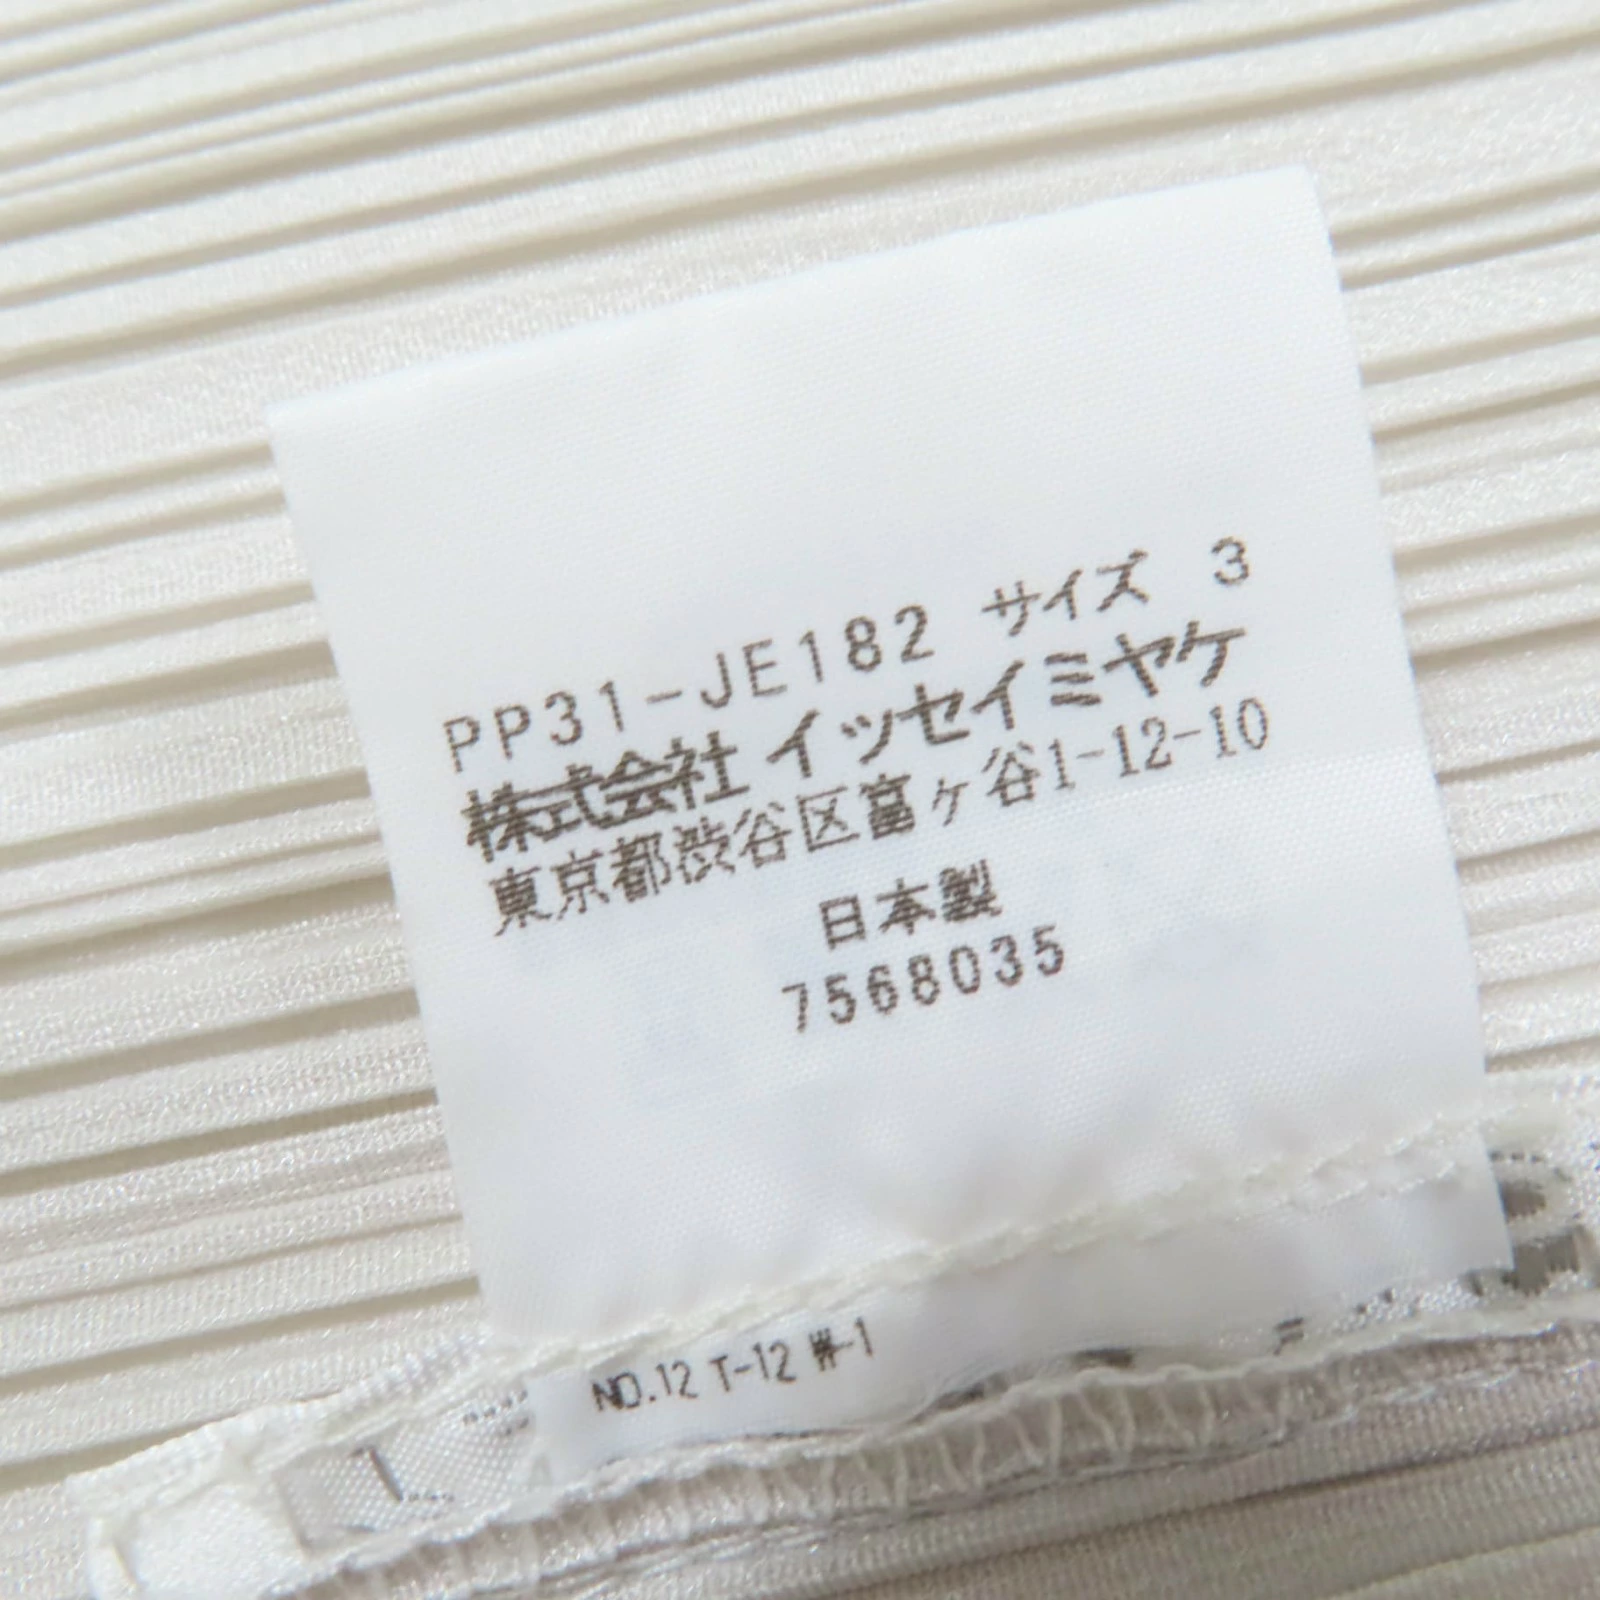 PP31-JE182 サイズ 3
株式会社 イッセイミヤケ
東京都渋谷区富ヶ谷1-12-10
日本製
7568035
NO.12 T-12 W-1